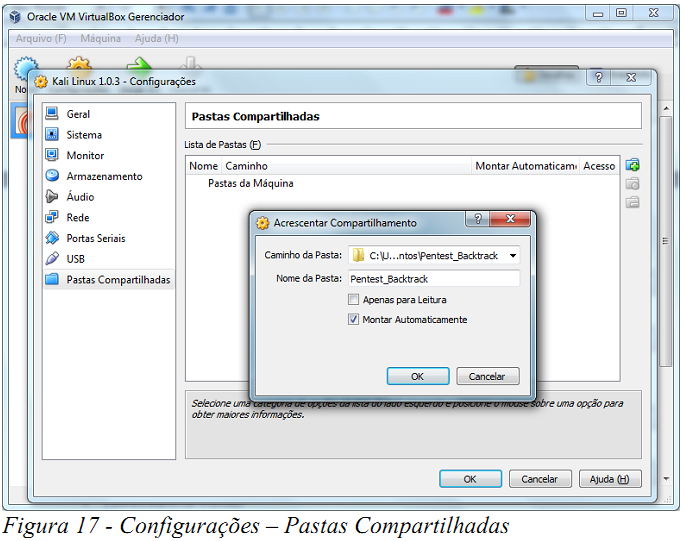 Oracle VM VirtualBox Gerenciador
Arquivo (F) Máquina Ajuda (H)
No
Kali Linux 1.0.3 - Configurações
Geral
Sistema
Monitor
Armazenamento
Áudio
Rede
Portas Seriais
USB
Pastas Compartilhadas
Pastas Compartilhadas
Lista de Pastas (F)
Nome Caminho Montar Automaticam Acesso
Pastas da Máquina
Acrescentar Compartilhamento
Caminho da Pasta: C:\U...ntos\Pentest_Backtrack
Nome da Pasta: Pentest_Backtrack
Apenas para Leitura
Montar Automaticamente
OK Cancelar
Selecione uma categoria de opções da lista do lado esquerdo e posicione o mouse sobre uma opção para
obter maiores informações.
OK Cancelar Ajuda (H)
Figura 17 - Configurações – Pastas Compartilhadas